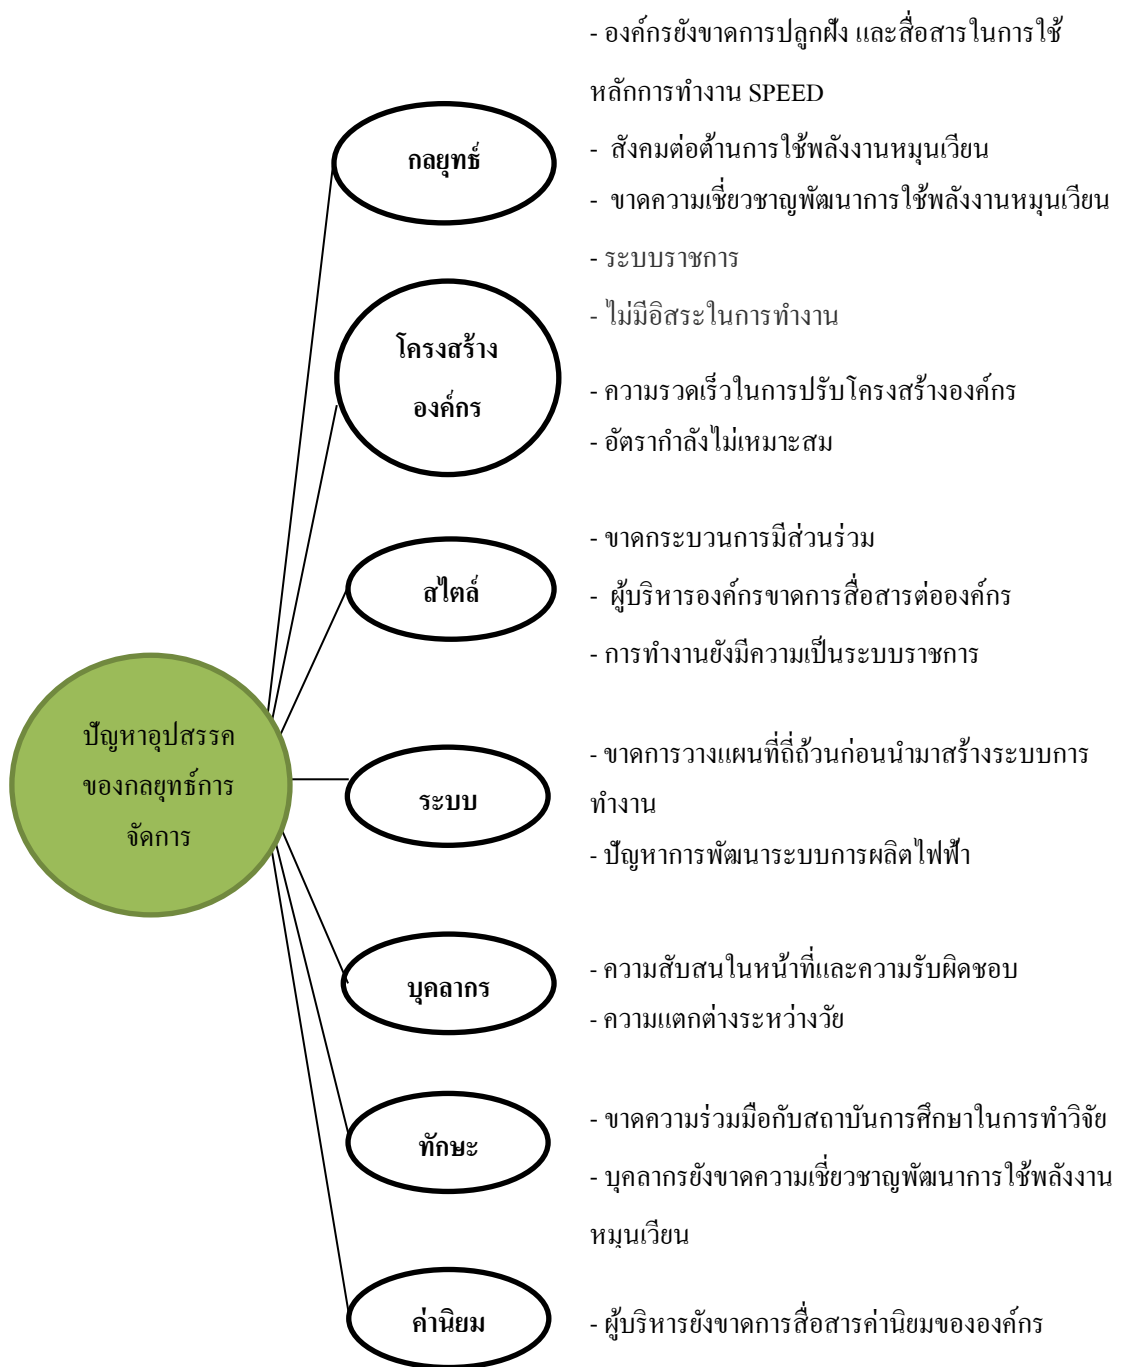 - องค์กรยังขาดการปลูกฝัง และสื่อสารในการใช้
หลักการทำงาน SPEED
กลยุทธ์
- สังคมต่อต้านการใช้พลังงานหมุนเวียน
- ขาดความเชี่ยวชาญพัฒนาการใช้พลังงานหมุนเวียน
- ระบบราชการ
- ไม่มีอิสระในการทำงาน
โครงสร้าง
องค์กร
- ความรวดเร็วในการปรับโครงสร้างองค์กร
- อัตรากำลังไม่เหมาะสม
สไตล์
- ขาดกระบวนการมีส่วนร่วม
- ผู้บริหารองค์กรขาดการสื่อสารต่อองค์กร
- การทำงานยังมีความเป็นระบบราชการ
ปัญหาอุปสรรค
ของกลยุทธ์การ
จัดการ
ระบบ
- ขาดการวางแผนที่ถี่ถ้วนก่อนนำมาสร้างระบบการ
ทำงาน
- ปัญหาการพัฒนาระบบการผลิตไฟฟ้า
บุคลากร
- ความสับสนในหน้าที่และความรับผิดชอบ
- ความแตกต่างระหว่างวัย
ทักษะ
- ขาดความร่วมมือกับสถาบันการศึกษาในการทำวิจัย
- บุคลากรยังขาดความเชี่ยวชาญพัฒนาการใช้พลังงาน
หมุนเวียน
ค่านิยม
- ผู้บริหารยังขาดการสื่อสารค่านิยมขององค์กร